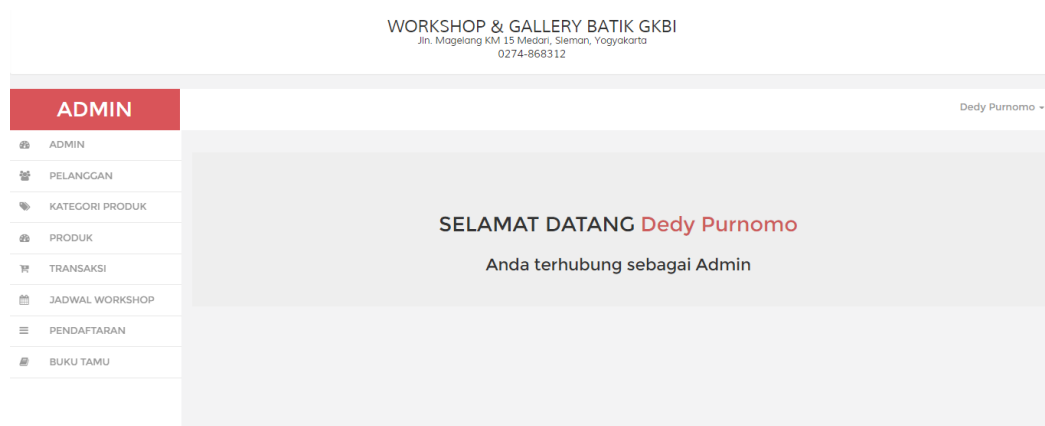 WORKSHOP & GALLERY BATIK GKBI
Jln. Magelang KM 15 Medari, Sleman, Yogyakarta
0274-868312
ADMIN
Dedy Purnomo
ADMIN
PELANGGAN
KATEGORI PRODUK
PRODUK
TRANSAKSI
JADWAL WORKSHOP
PENDAFTARAN
BUKU TAMU
SELAMAT DATANG Dedy Purnomo
Anda terhubung sebagai Admin